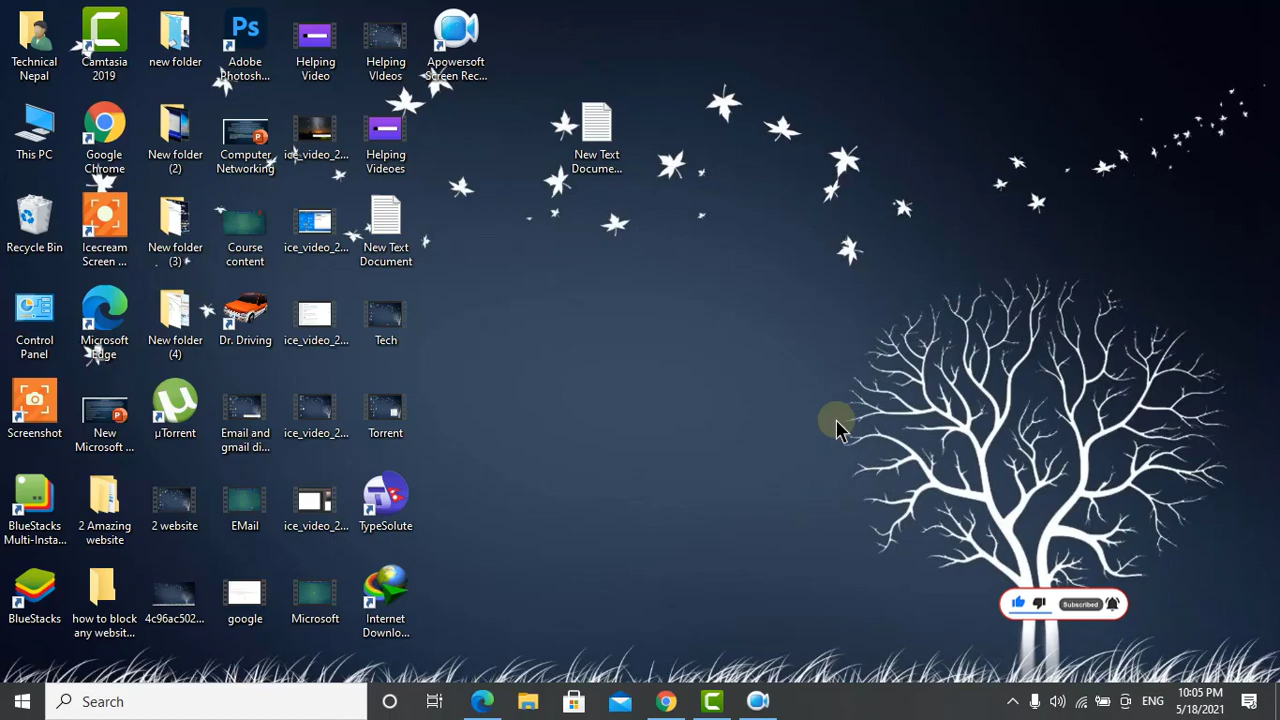 Technical
Nepal
Camtasia
2019
new folder
Ps
Adobe
Photosh...
Helping
Video
Helping
VIdeos
Apowersoft
Screen Rec...
This PC
Google
Chrome
New folder
(2)
Computer
Networking
ice_video_2...
Helping
Videoes
New Text
Docume...
Recycle Bin
Icecream
Screen ...
New folder
(3)
Course
content
ice_video_2...
New Text
Document
Control
Panel
Microsoft
Edge
New folder
(4)
Dr. Driving
ice_video_2...
Tech
Screenshot
New
Microsoft ...
µTorrent
Email and
gmail di...
ice_video_2...
Torrent
BlueStacks
Multi-Insta...
2 Amazing
website
2 website
EMail
ice_video_2...
TypeSolute
BlueStacks
how to block
any websit...
4c96ac502...
google
Microsoft
Internet
Downlo...
Subscribed
Search
ENG
10:05 PM
5/18/2021